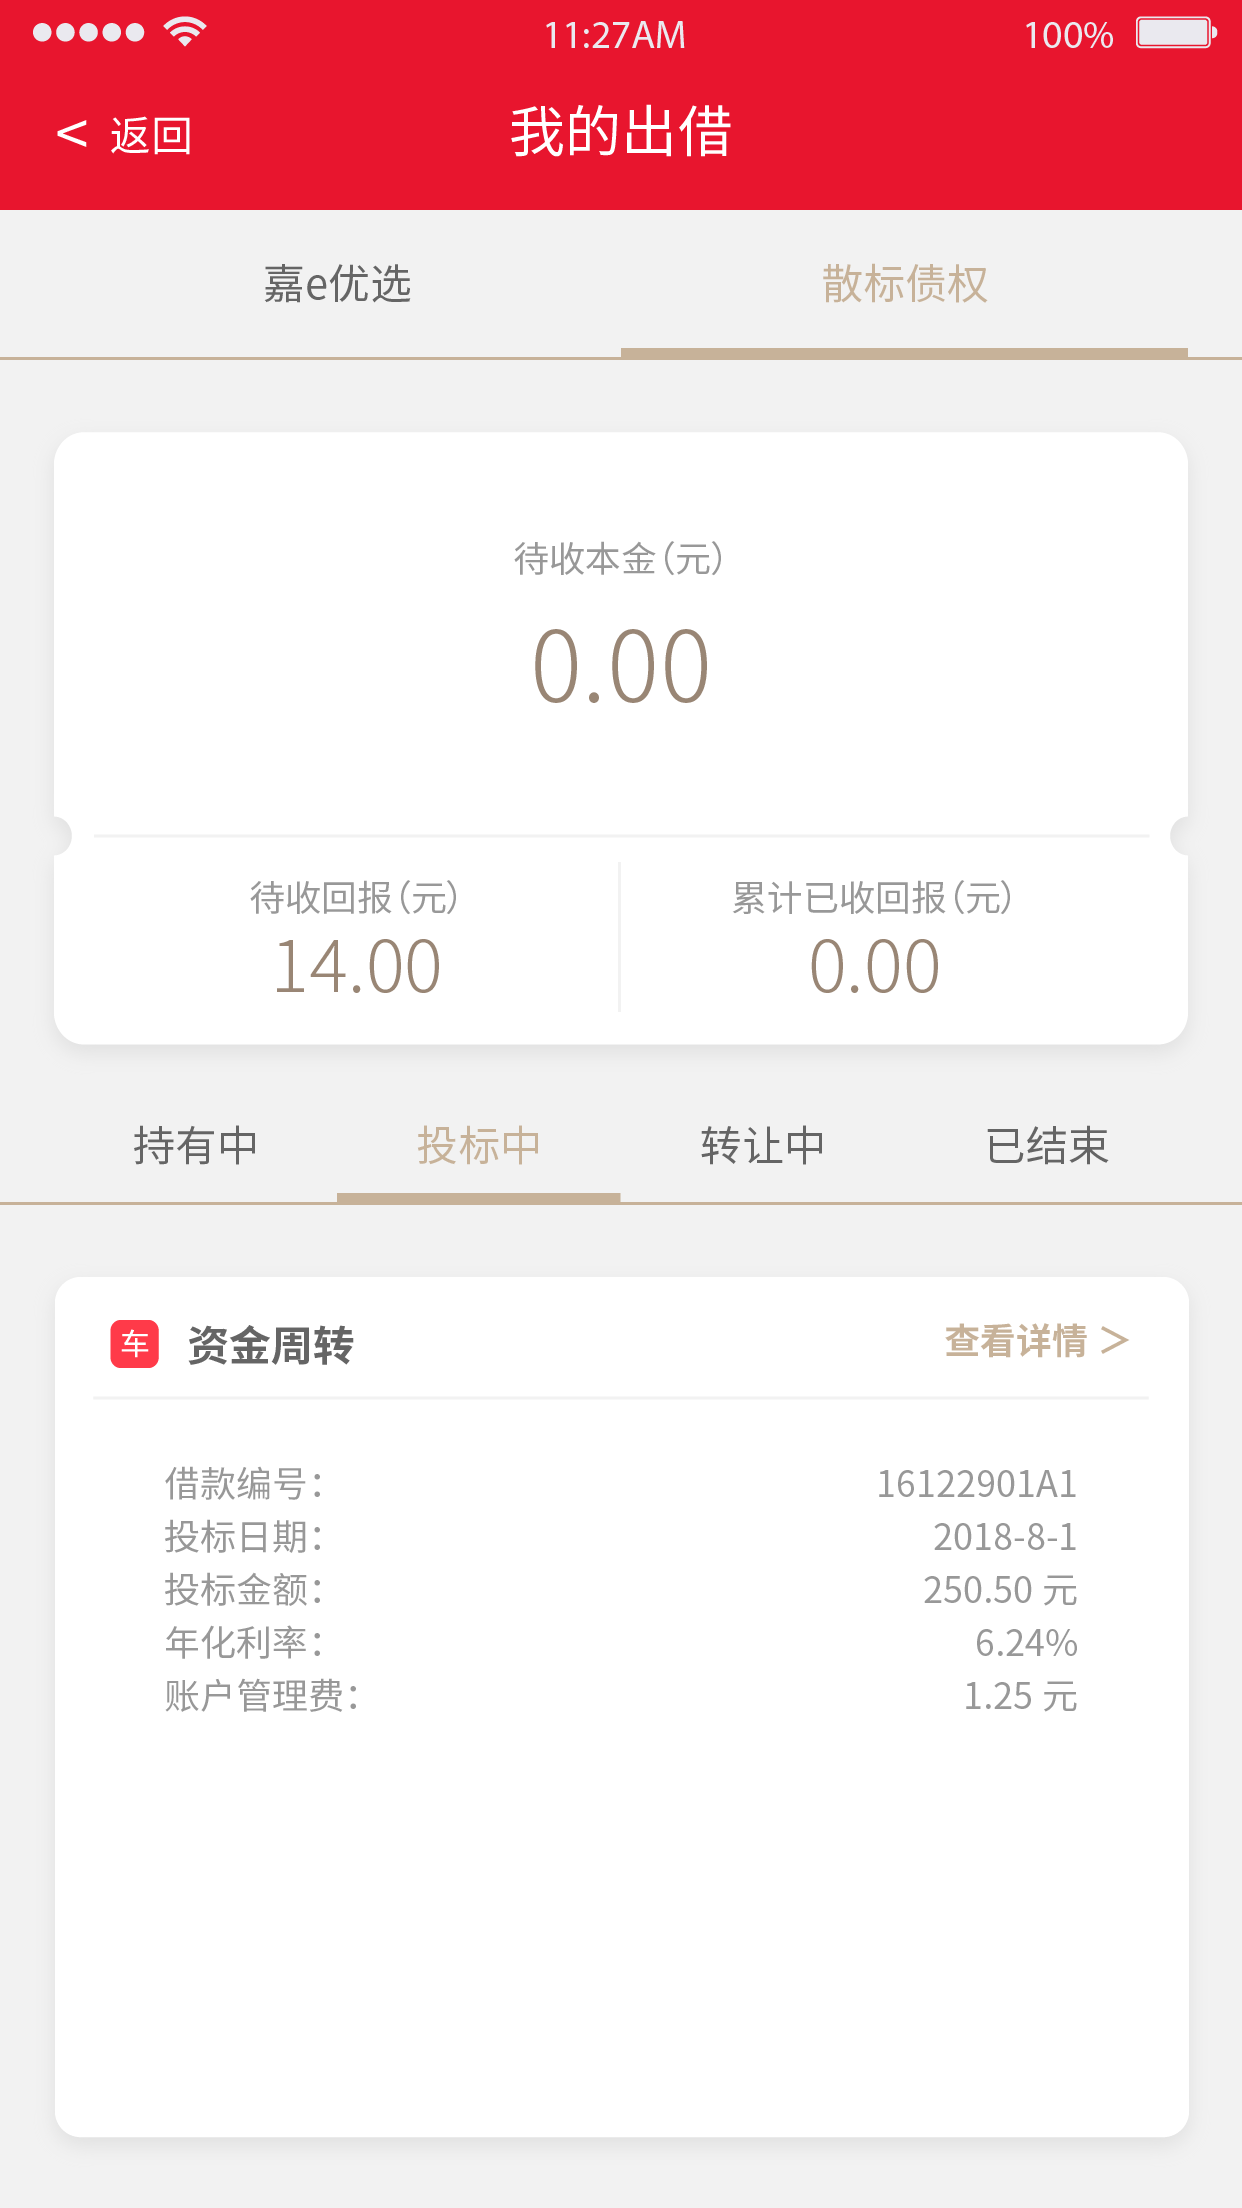 11:27AM 100%
< 返回 我的出借
嘉e优选 散标债权
待收本金（元）
0.00
待收回报（元） 累计已收回报（元）
14.00 0.00
持有中 投标中 转让中 已结束
车 资金周转 查看详情 >
借款编号： 16122901A1
投标日期： 2018-8-1
投标金额： 250.50 元
年化利率： 6.24%
账户管理费： 1.25 元